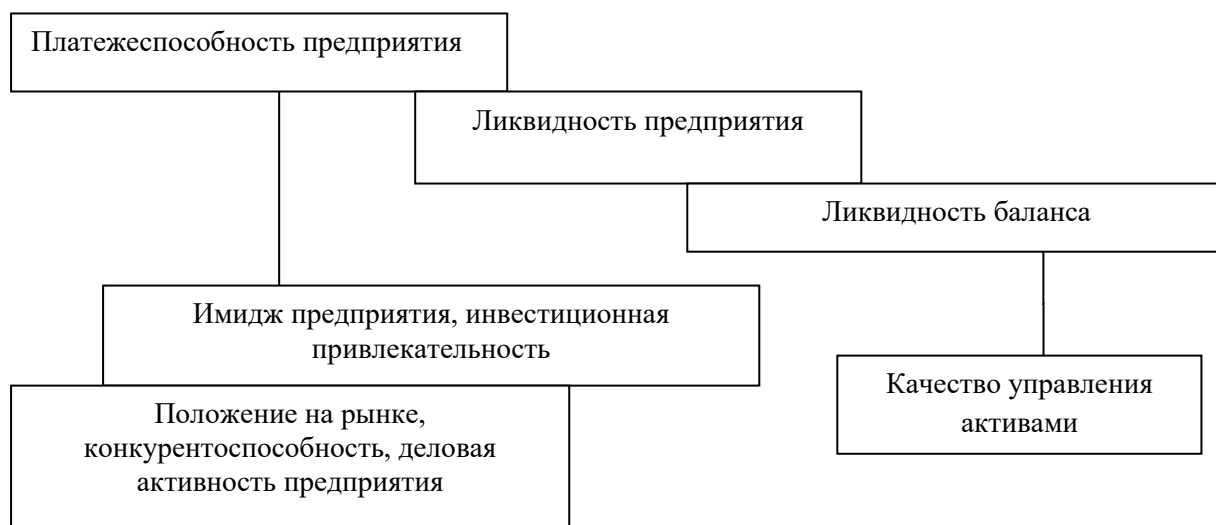 Платежеспособность предприятия
Ликвидность предприятия
Ликвидность баланса
Имидж предприятия, инвестиционная
привлекательность
Качество управления
активами
Положение на рынке,
конкурентоспособность, деловая
активность предприятия